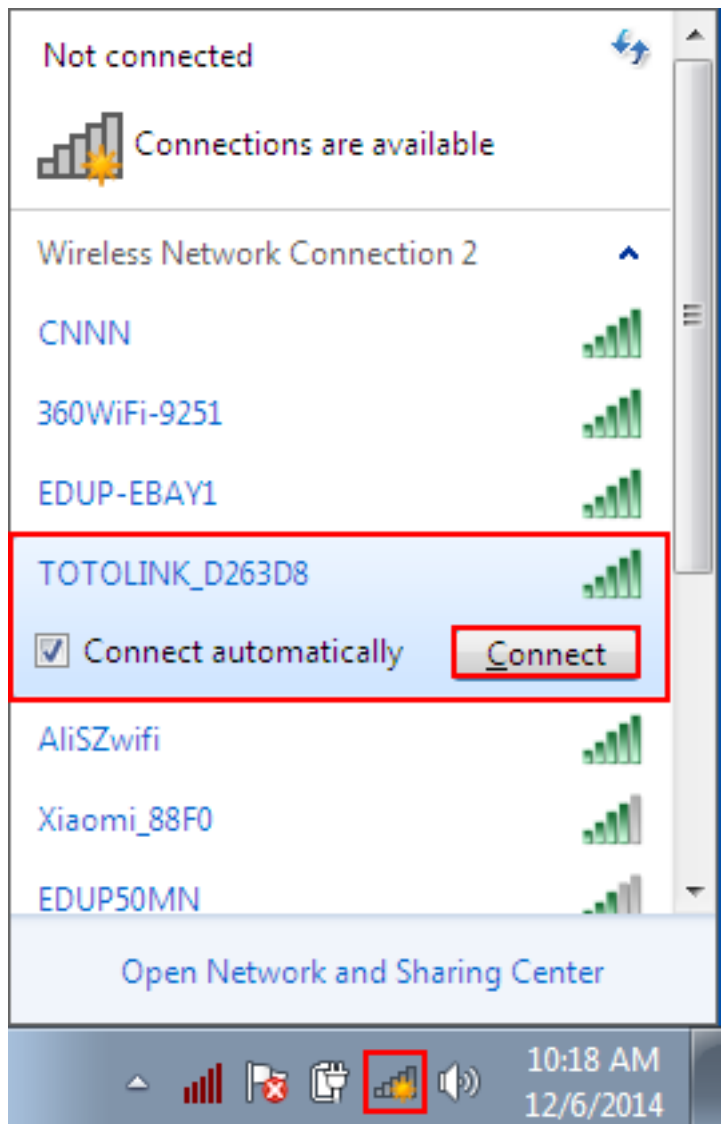 Not connected
Connections are available
Wireless Network Connection 2
CNNN
360WiFi-9251
EDUP-EBAY1
TOTOLINK_D263D8
Connect automatically Connect
AliSZwifi
Xiaomi_88F0
EDUP50MN
Open Network and Sharing Center
10:18 AM
12/6/2014